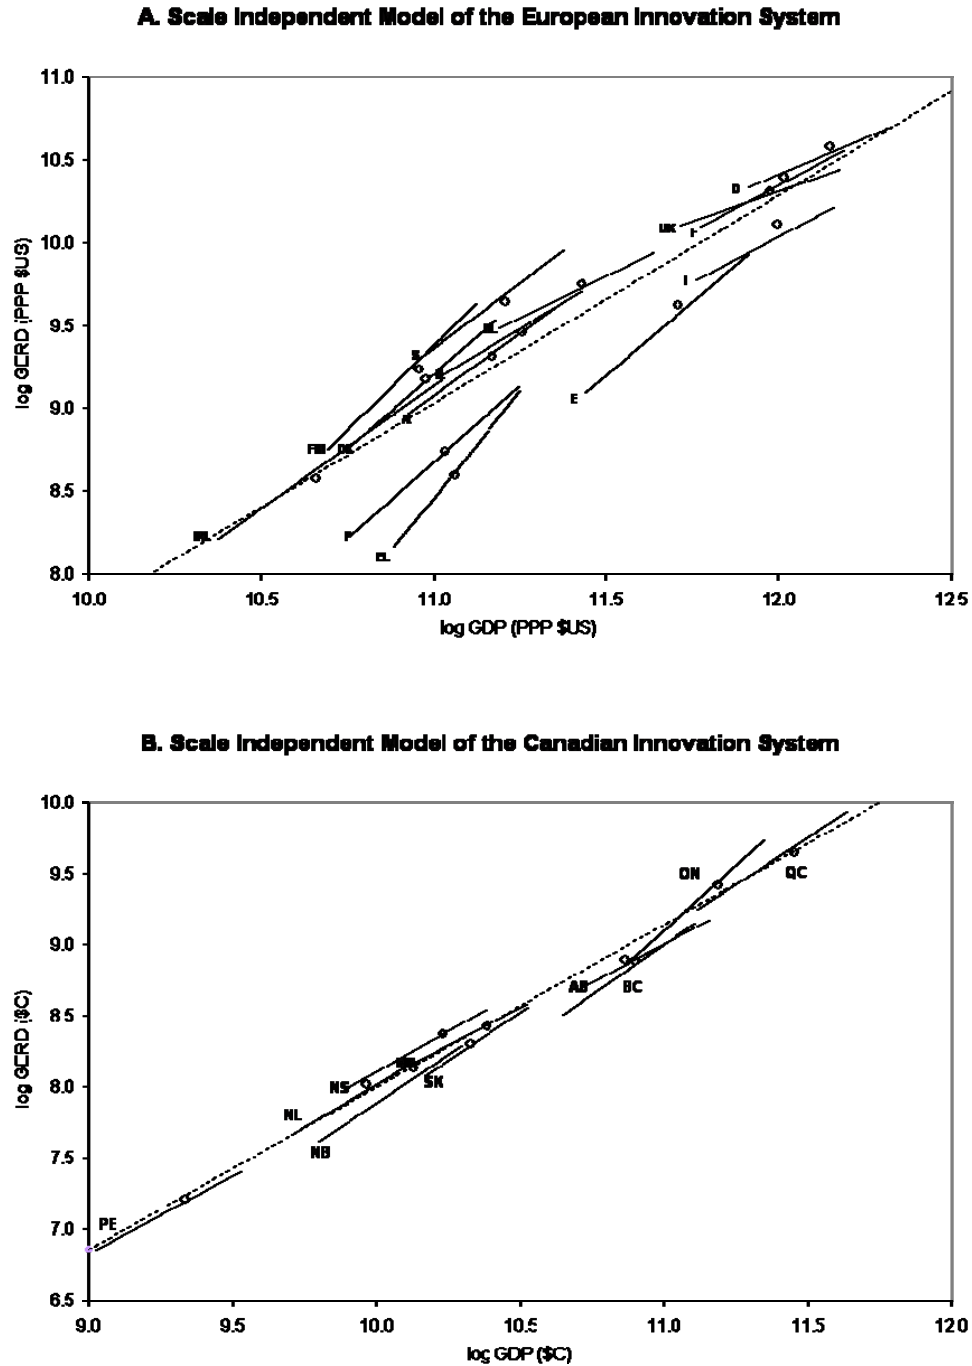 A. Scale Independent Model of the European Innovation System
11.0
10.5
10.0
9.5
9.0
8.5
8.0
log GERD (PPP $US)
D
UK
F
I
E
S
FIN
DK
P
EL
IRL
10.0 10.5 11.0 11.5 12.0 12.5
log GDP (PPP $US)
B. Scale Independent Model of the Canadian Innovation System
10.0
9.5
9.0
8.5
8.0
7.5
7.0
6.5
log GERD ($C)
ON
QC
AB BC
NS
SK
NL
NB
PE
9.0 9.5 10.0 10.5 11.0 11.5 12.0
log GDP ($C)